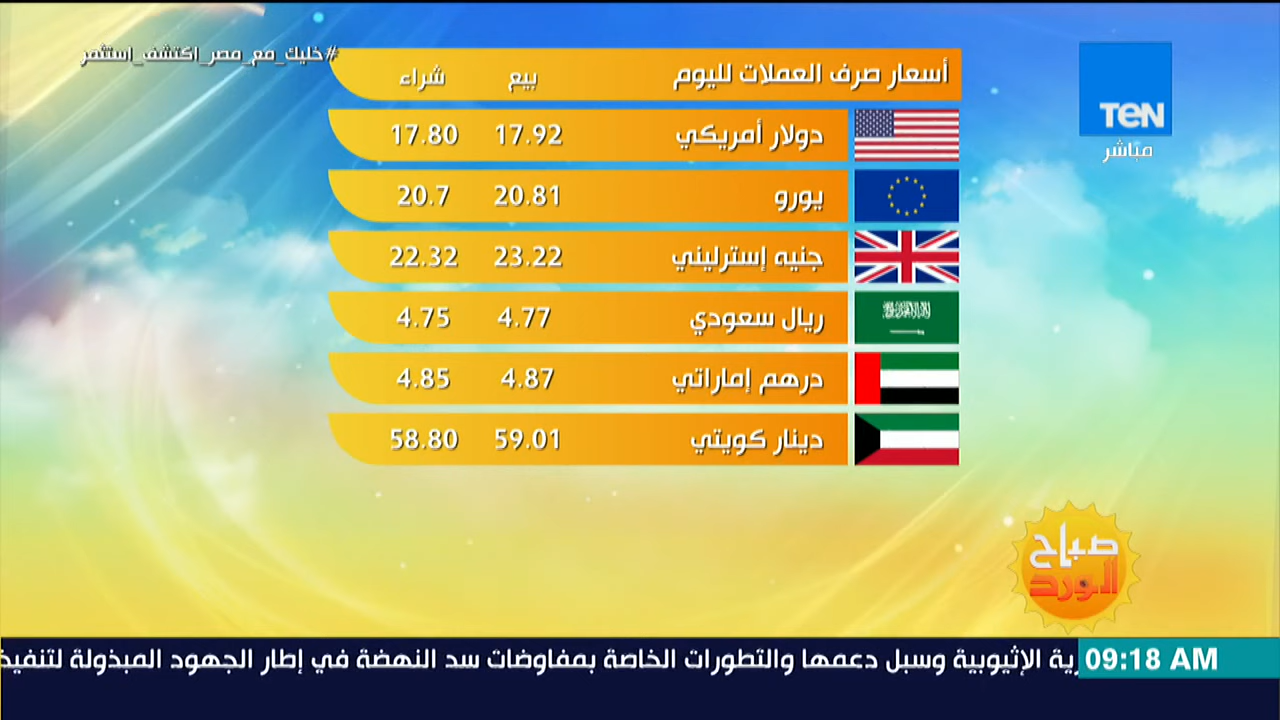 #خليك_مع_مصر_اكتشف_استثمر
TEN
مباشر
أسعار صرف العملات لليوم بيع شراء
دولار أمريكي 17.92 17.80
يورو 20.81 20.7
جنيه إسترليني 23.22 22.32
ريال سعودي 4.77 4.75
درهم إماراتي 4.87 4.85
دينار كويتي 59.01 58.80
صباح
الورد
09:18 AM
الإثيوبية وسبل دعمها والتطورات الخاصة بمفاوضات سد النهضة في إطار الجهود المبذولة